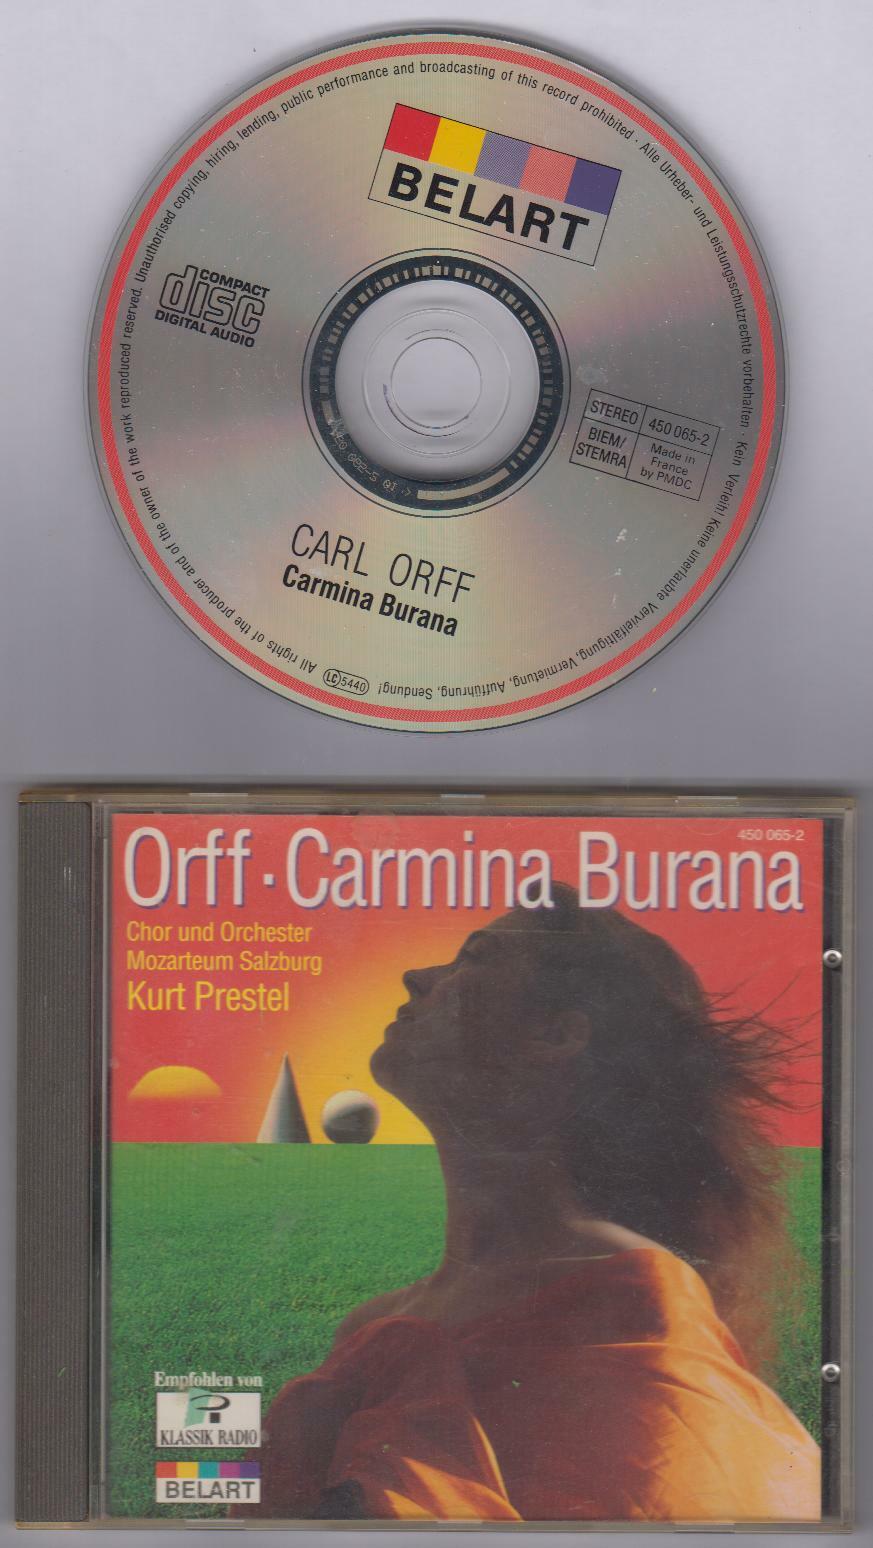 BELART
COMPACT
disc
DIGITAL AUDIO
STEREO
450 065-2
BIEM/
STEMRA
Made in
France
by PMDC
CARL ORFF
Carmina Burana
All rights of the producer and of the owner of the work reproduced reserved. Unauthorised copying, hiring, lending, public performance and broadcasting of this record prohibited · Alle Urheber- und Leistungsschutzrechte vorbehalten · Kein Verleih! Keine unerlaubte Vervielfältigung, Vermietung, Aufführung, Sendung!
LC 5440
450 065-2
Orff · Carmina Burana
Chor und Orchester
Mozarteum Salzburg
Kurt Prestel
Empfohlen von
KLASSIK RADIO
BELART